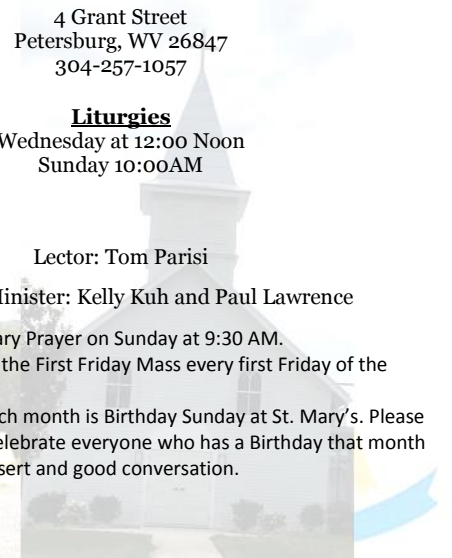 4 Grant Street
Petersburg, WV 26847
304-257-1057
Liturgies
Wednesday at 12:00 Noon
Sunday 10:00AM
Lector: Tom Parisi
inister: Kelly Kuh and Paul Lawrence
ary Prayer on Sunday at 9:30 AM.
the First Friday Mass every first Friday of the
ch month is Birthday Sunday at St. Mary's. Please
elebrate everyone who has a Birthday that month
sert and good conversation.